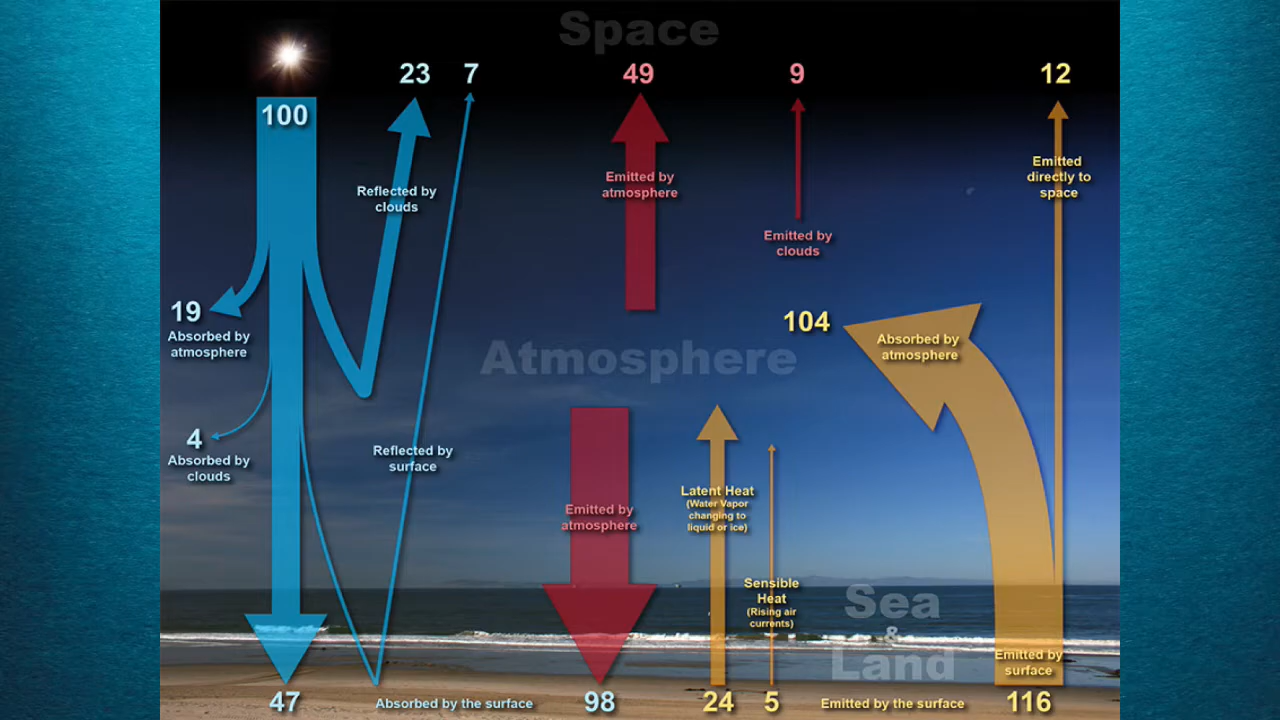 Space
100
23
7
49
9
12
Reflected by
clouds
Emitted by
atmosphere
Emitted by
clouds
Emitted
directly to
space
19
Absorbed by
atmosphere
4
Absorbed by
clouds
Reflected by
surface
Atmosphere
104
Absorbed by
atmosphere
Emitted by
atmosphere
Latent Heat
(Water Vapor
changing to
liquid or ice)
Sensible
Heat
(Rising air
currents)
Sea
&
Land
Emitted by
surface
47
Absorbed by the surface
98
24
5
Emitted by the surface
116